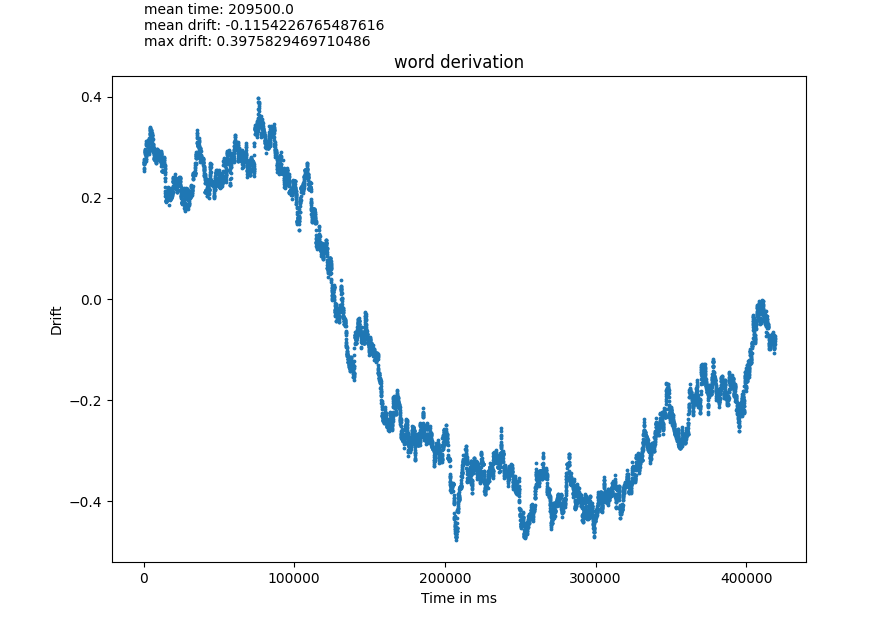 mean time: 209500.0
mean drift: -0.1154226765487616
max drift: 0.3975829469710486
word derivation
0.4
0.2
0.0
−0.2
−0.4
Drift
0 100000 200000 300000 400000
Time in ms